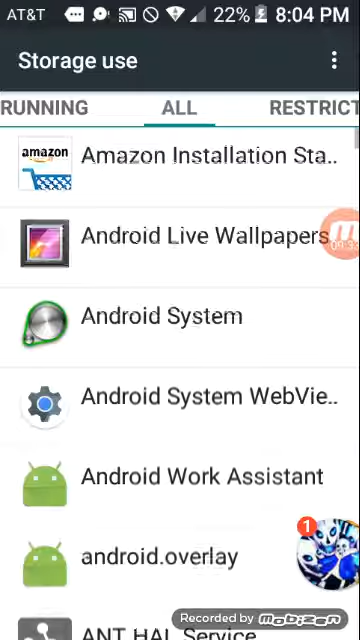 AT&T 22% 8:04 PM
Storage use
RUNNING ALL RESTRICT
amazon
Amazon Installation Sta..
Android Live Wallpapers
Android System
Android System WebVie..
Android Work Assistant
1
android.overlay
ANT HAL Service
Recorded by mobizen